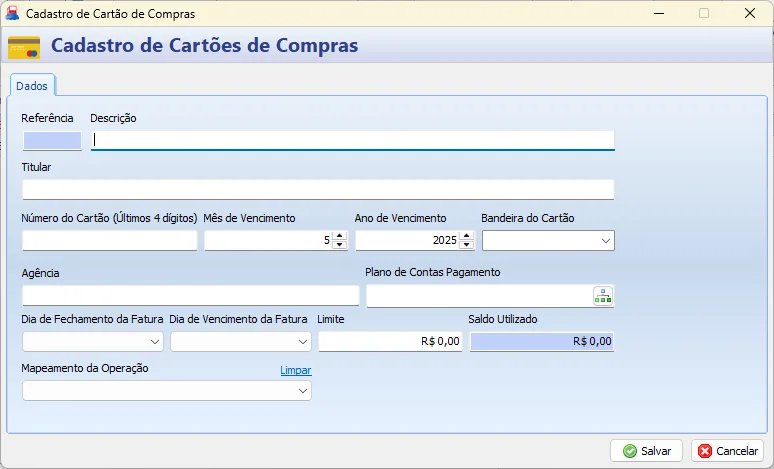 Cadastro de Cartão de Compras
Cadastro de Cartões de Compras
Dados
Referência Descrição
Titular
Número do Cartão (Últimos 4 dígitos) Mês de Vencimento Ano de Vencimento Bandeira do Cartão
5 2025
Agência Plano de Contas Pagamento
Dia de Fechamento da Fatura Dia de Vencimento da Fatura Limite Saldo Utilizado
R$ 0,00 R$ 0,00
Mapeamento da Operação Limpar
Salvar Cancelar